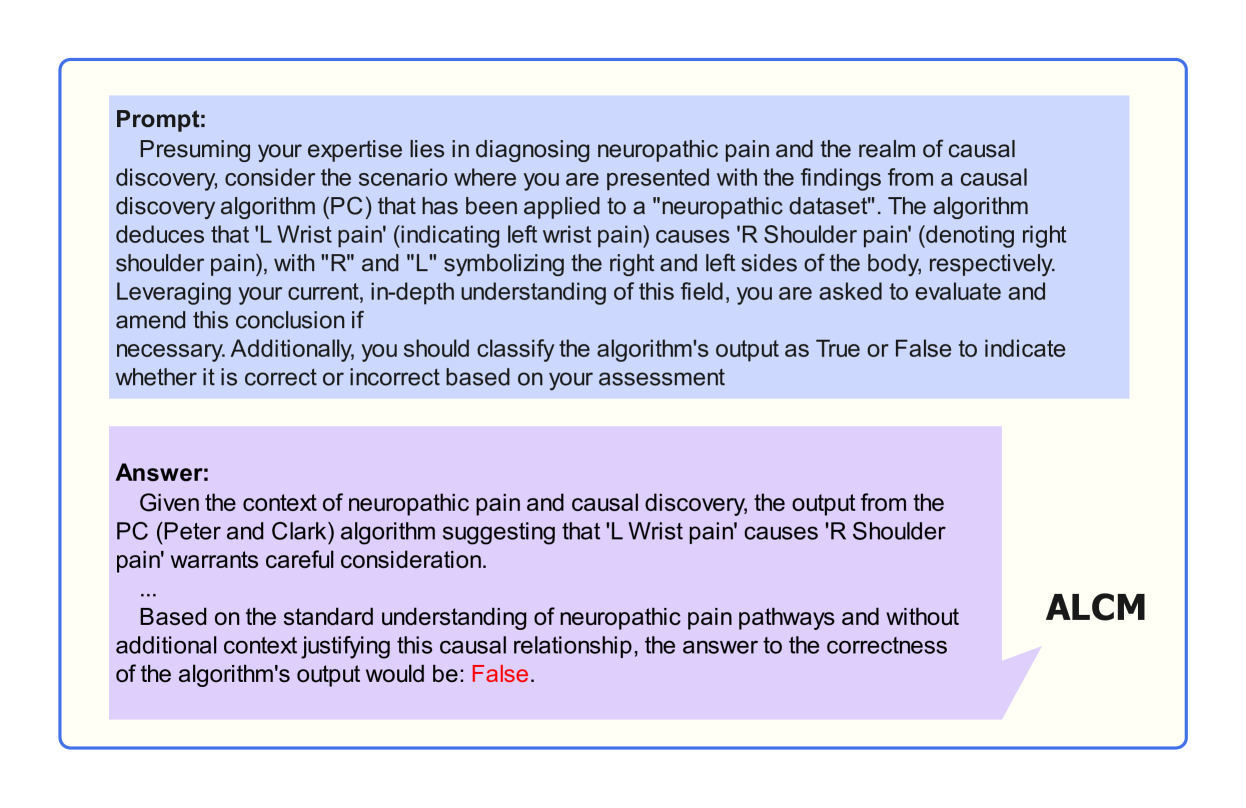 Prompt:
Presuming your expertise lies in diagnosing neuropathic pain and the realm of causal
discovery, consider the scenario where you are presented with the findings from a causal
discovery algorithm (PC) that has been applied to a "neuropathic dataset". The algorithm
deduces that 'L Wrist pain' (indicating left wrist pain) causes 'R Shoulder pain' (denoting right
shoulder pain), with "R" and "L" symbolizing the right and left sides of the body, respectively.
Leveraging your current, in-depth understanding of this field, you are asked to evaluate and
amend this conclusion if
necessary. Additionally, you should classify the algorithm's output as True or False to indicate
whether it is correct or incorrect based on your assessment
Answer:
Given the context of neuropathic pain and causal discovery, the output from the
PC (Peter and Clark) algorithm suggesting that 'L Wrist pain' causes 'R Shoulder
pain' warrants careful consideration.
...
Based on the standard understanding of neuropathic pain pathways and without
additional context justifying this causal relationship, the answer to the correctness
of the algorithm's output would be: False.
ALCM